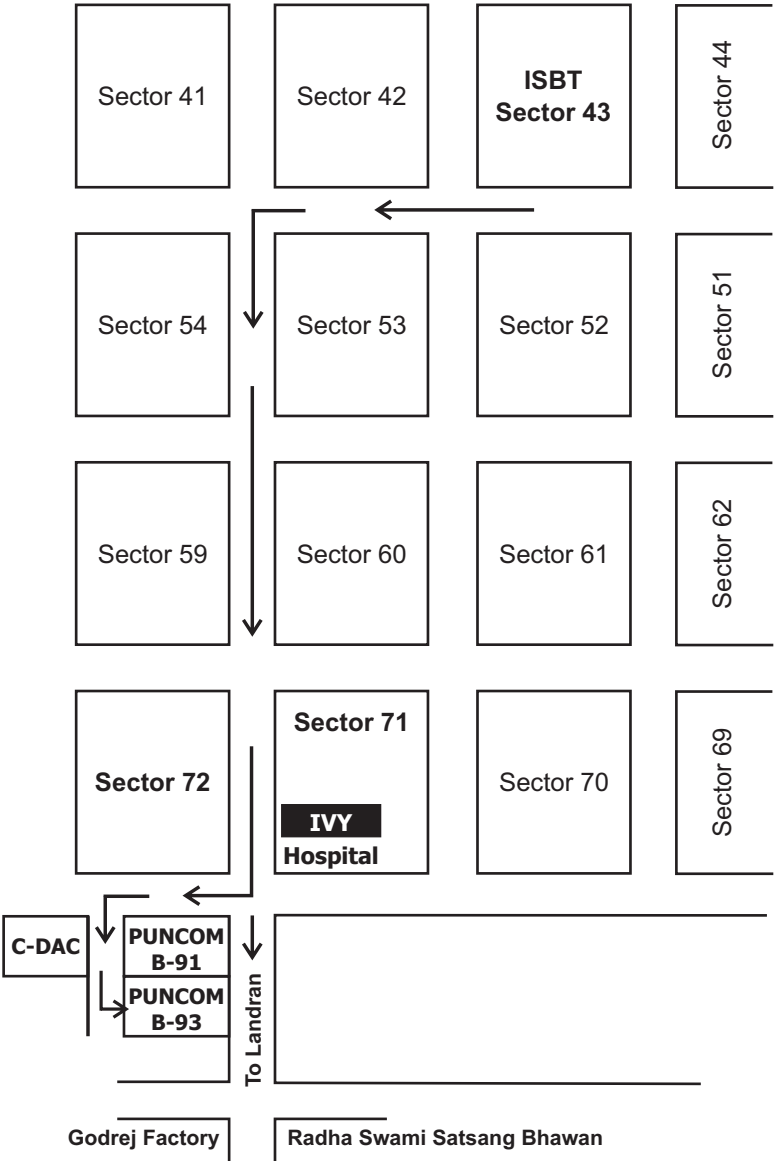 Sector 41
Sector 42
ISBT
Sector 43
Sector 44
Sector 54
Sector 53
Sector 52
Sector 51
Sector 59
Sector 60
Sector 61
Sector 62
Sector 72
Sector 71
IVY
Hospital
Sector 70
Sector 69
C-DAC
PUNCOM
B-91
PUNCOM
B-93
To Landran
Godrej Factory
Radha Swami Satsang Bhawan